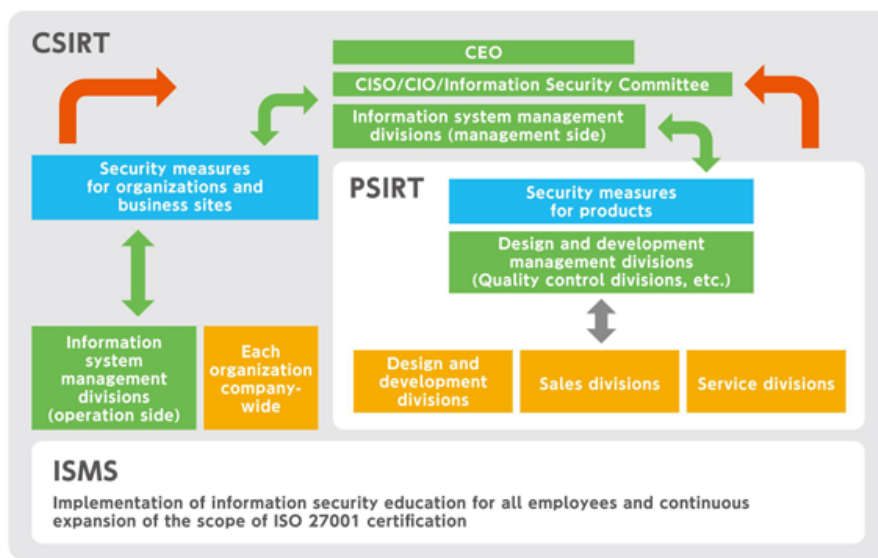 CSIRT
CEO
CISO/CIO/Information Security Committee
Information system management
divisions (management side)
Security measures
for organizations and
business sites
PSIRT
Security measures
for products
Design and development
management divisions
(Quality control divisions, etc.)
Information
system
management
divisions
(operation side)
Each
organization
company-
wide
Design and
development
divisions
Sales divisions
Service divisions
ISMS
Implementation of information security education for all employees and continuous
expansion of the scope of ISO 27001 certification